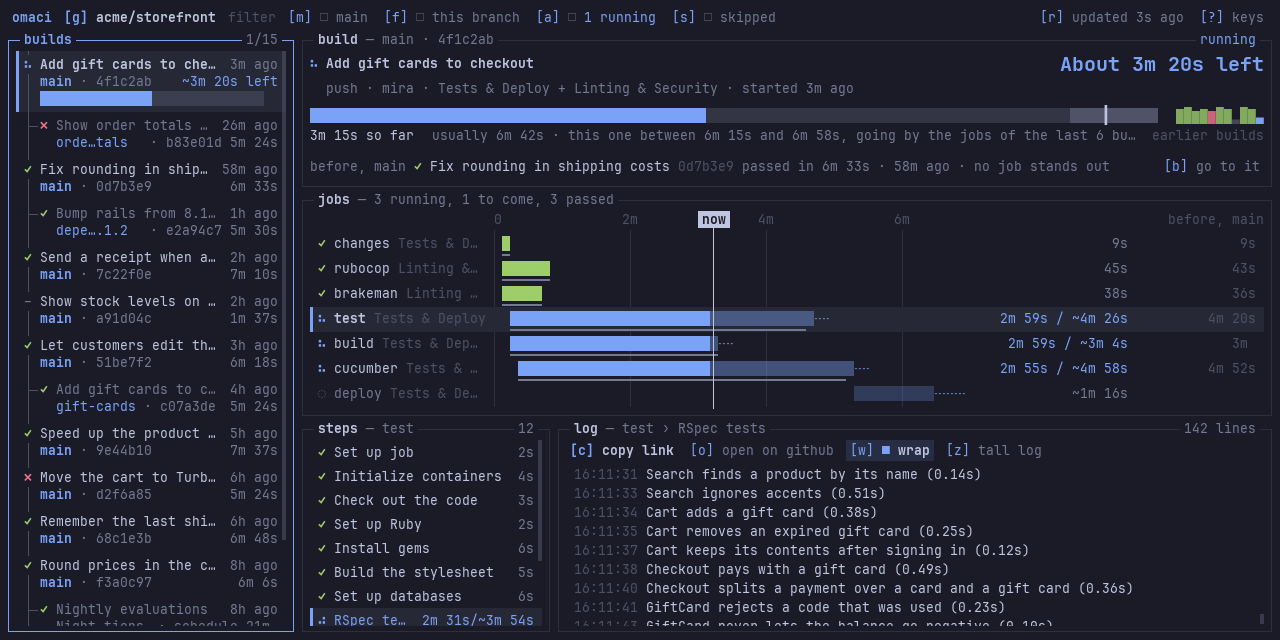 omaci [g] acme/storefront filter [m] □ main [f] □ this branch [a] □ 1 running [s] □ skipped [r] updated 3s ago [?] keys
builds 1/15
Add gift cards to che… 3m ago
main · 4f1c2ab ~3m 20s left
× Show order totals … 26m ago
orde…tals · b83e01d 5m 24s
✓ Fix rounding in ship… 58m ago
main · 0d7b3e9 6m 33s
✓ Bump rails from 8.1… 1h ago
depe….1.2 · e2a94c7 5m 30s
✓ Send a receipt when a… 2h ago
main · 7c22f0e 7m 10s
– Show stock levels on … 2h ago
main · a91d04c 1m 37s
✓ Let customers edit th… 3h ago
main · 51be7f2 6m 18s
✓ Add gift cards to c… 4h ago
gift-cards · c07a3de 5m 24s
✓ Speed up the product … 5h ago
main · 9e44b10 7m 37s
× Move the cart to Turb… 6h ago
main · d2f6a85 5m 24s
✓ Remember the last shi… 6h ago
main · 68c1e3b 6m 48s
✓ Round prices in the c… 8h ago
main · f3a0c97 6m 6s
✓ Nightly evaluations 8h ago
Night…tions · schedule 21m
build — main · 4f1c2ab running
Add gift cards to checkout About 3m 20s left
push · mira · Tests & Deploy + Linting & Security · started 3m ago
3m 15s so far usually 6m 42s · this one between 6m 15s and 6m 58s, going by the jobs of the last 6 bu… earlier builds
before, main ✓ Fix rounding in shipping costs 0d7b3e9 passed in 6m 33s · 58m ago · no job stands out [b] go to it
jobs — 3 running, 1 to come, 3 passed
0 2m now 4m 6m before, main
✓ changes Tests & D… 9s 9s
✓ rubocop Linting &… 45s 43s
✓ brakeman Linting … 38s 36s
test Tests & Deploy 2m 59s / ~4m 26s 4m 20s
build Tests & Dep… 2m 59s / ~3m 4s 3m
cucumber Tests & … 2m 55s / ~4m 58s 4m 52s
deploy Tests & De… ~1m 16s
steps — test 12
✓ Set up job 2s
✓ Initialize containers 4s
✓ Check out the code 3s
✓ Set up Ruby 2s
✓ Install gems 6s
✓ Build the stylesheet 5s
✓ Set up databases 6s
RSpec te… 2m 31s/~3m 54s
log — test › RSpec tests 142 lines
[c] copy link [o] open on github [w] ■ wrap [z] tall log
16:11:31 Search finds a product by its name (0.14s)
16:11:33 Search ignores accents (0.51s)
16:11:34 Cart adds a gift card (0.38s)
16:11:35 Cart removes an expired gift card (0.25s)
16:11:37 Cart keeps its contents after signing in (0.12s)
16:11:38 Checkout pays with a gift card (0.49s)
16:11:40 Checkout splits a payment over a card and a gift card (0.36s)
16:11:41 GiftCard rejects a code that was used (0.23s)
16:11:43 GiftCard never lets the balance go negative (0.10s)